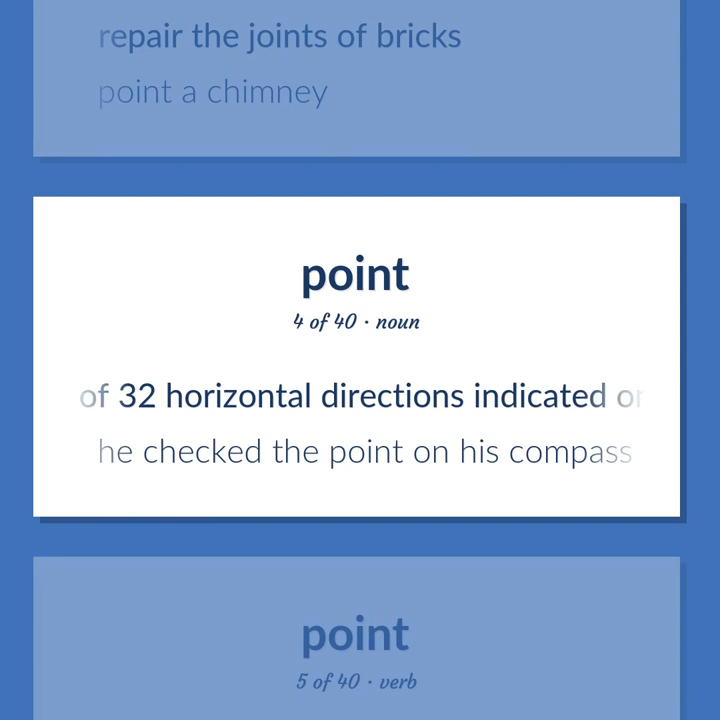 repair the joints of bricks
point a chimney
point
4 of 40 · noun
of 32 horizontal directions indicated
he checked the point on his compass
point
5 of 40 · verb